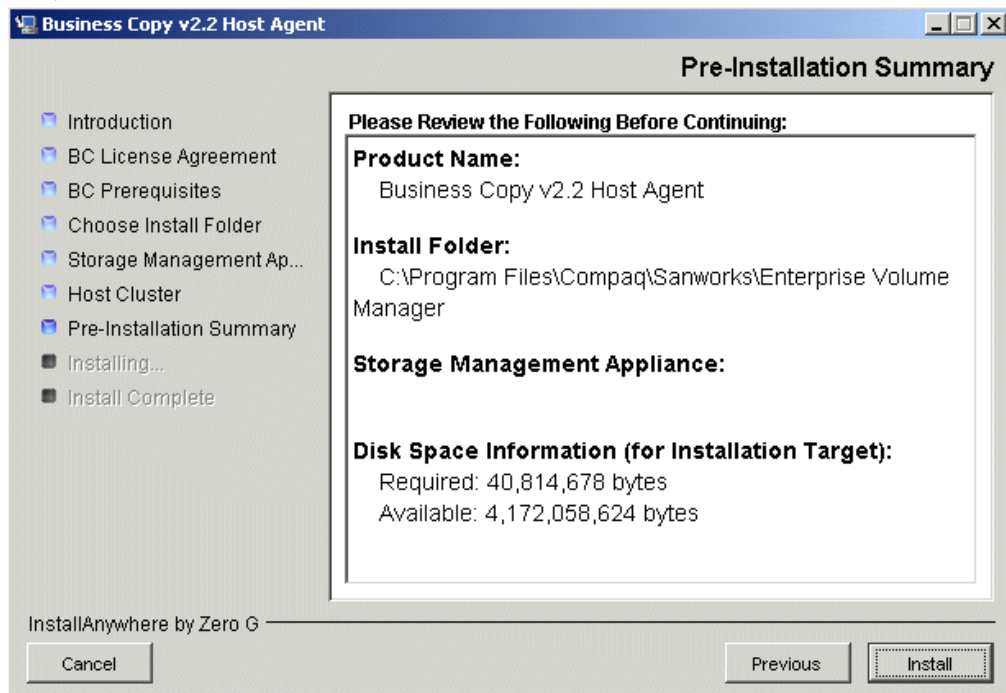 Business Copy v2.2 Host Agent
Pre-Installation Summary
Introduction
BC License Agreement
BC Prerequisites
Choose Install Folder
Storage Management Ap...
Host Cluster
Pre-Installation Summary
Installing...
Install Complete
Please Review the Following Before Continuing:
Product Name:
Business Copy v2.2 Host Agent
Install Folder:
C:\Program Files\Compaq\Sanworks\Enterprise Volume
Manager
Storage Management Appliance:
Disk Space Information (for Installation Target):
Required: 40,814,678 bytes
Available: 4,172,058,624 bytes
InstallAnywhere by Zero G
Cancel
Previous
Install